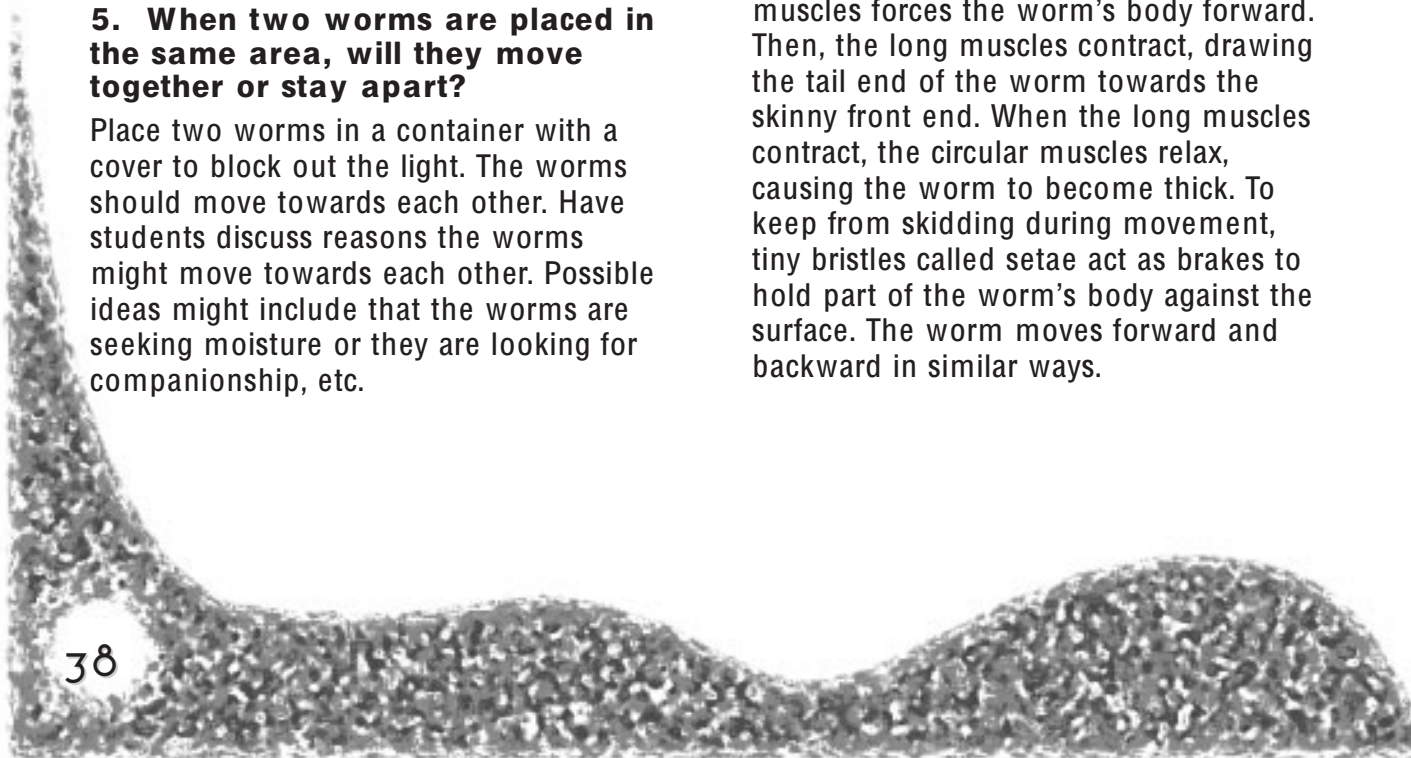 5. When two worms are placed in
the same area, will they move
together or stay apart?
Place two worms in a container with a
cover to block out the light. The worms
should move towards each other. Have
students discuss reasons the worms
might move towards each other. Possible
ideas might include that the worms are
seeking moisture or they are looking for
companionship, etc.
muscles forces the worm's body forward.
Then, the long muscles contract, drawing
the tail end of the worm towards the
skinny front end. When the long muscles
contract, the circular muscles relax,
causing the worm to become thick. To
keep from skidding during movement,
tiny bristles called setae act as brakes to
hold part of the worm's body against the
surface. The worm moves forward and
backward in similar ways.
38